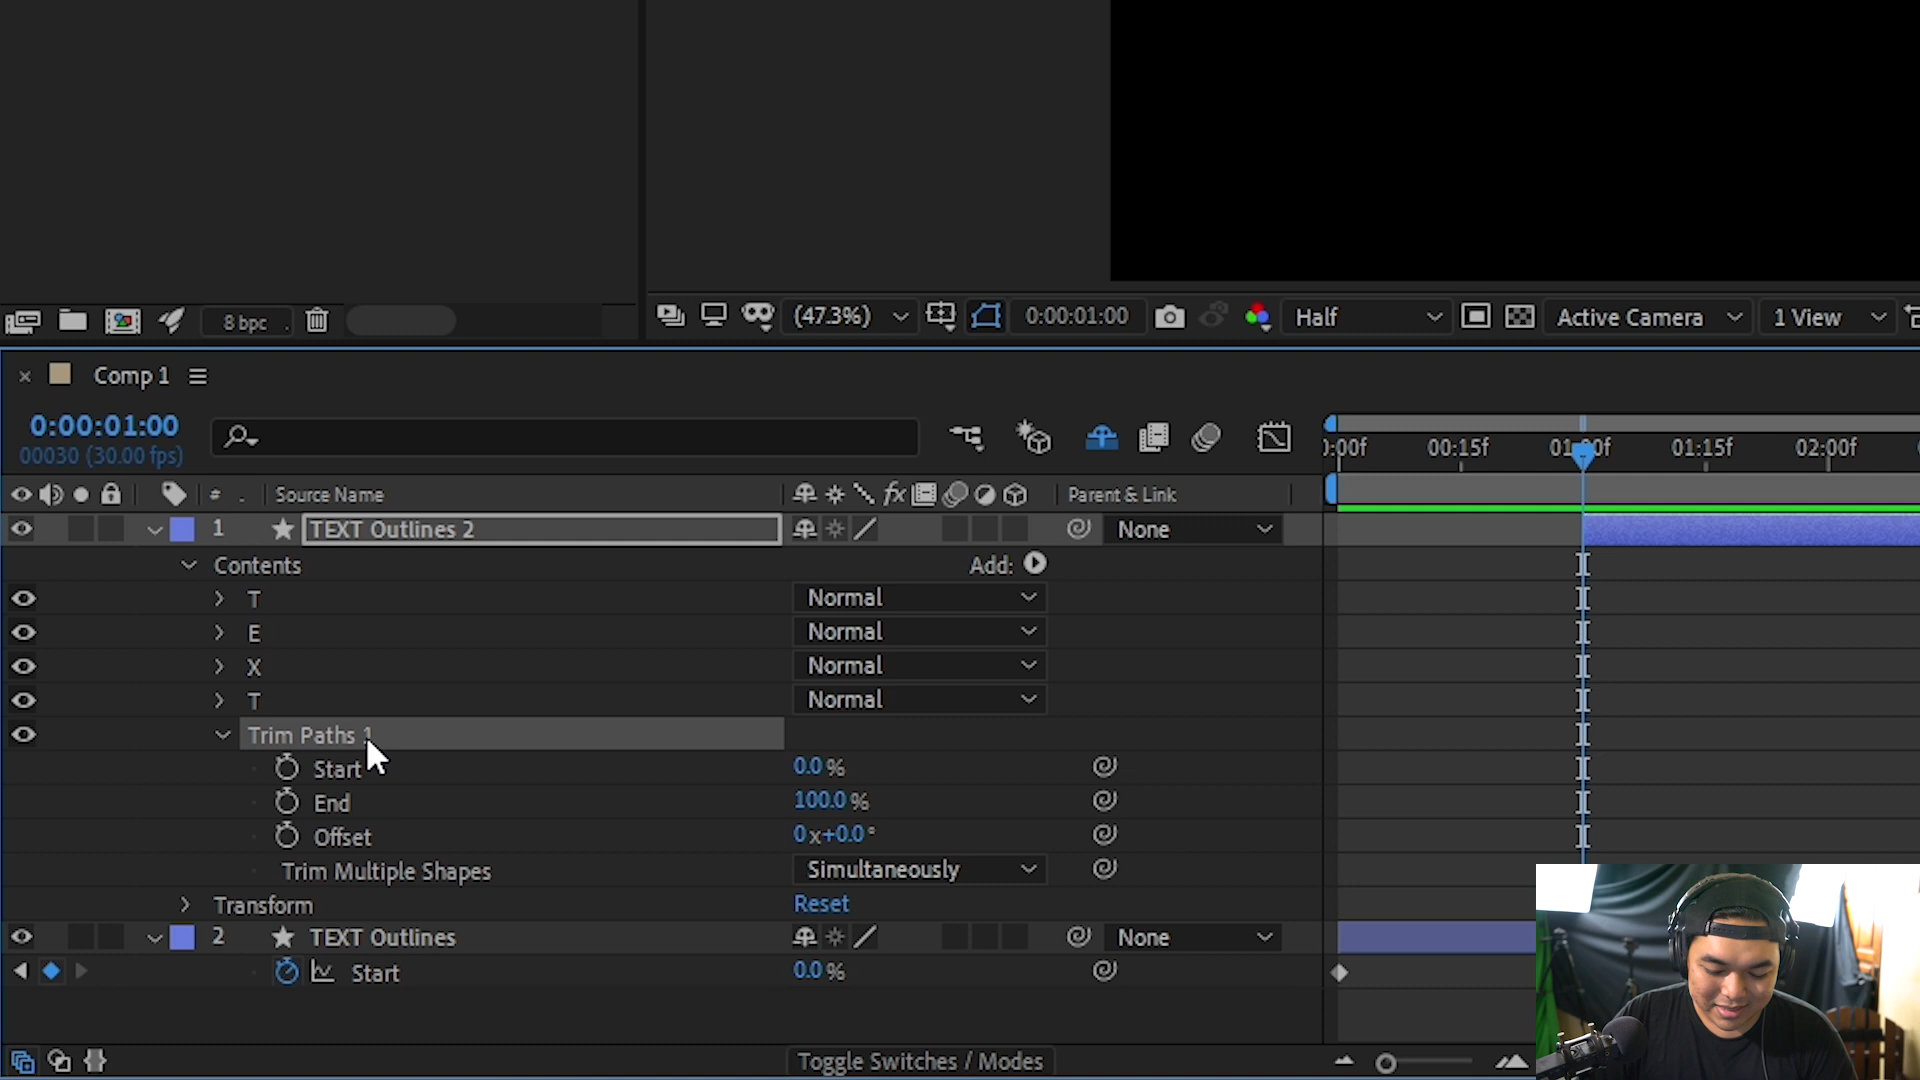 8 bpc
(47.3%)
0:00:01:00
Half
Active Camera
1 View
Comp 1
0:00:01:00
00030 (30.00 fps)
:00f 00:15f 01:00f 01:15f 02:00f
# Source Name fx Parent & Link
1 TEXT Outlines 2 None
Contents Add:
T Normal
E Normal
X Normal
T Normal
Trim Paths 1
Start 0.0 %
End 100.0 %
Offset 0x+0.0°
Trim Multiple Shapes Simultaneously
Transform Reset
2 TEXT Outlines None
Start 0.0 %
Toggle Switches / Modes